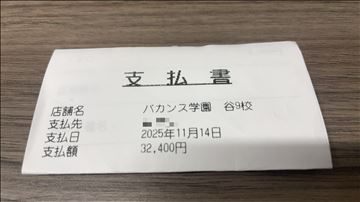 支払書
店舗名 バカンス学園 谷9校
支払先
支払日 2025年11月14日
支払額 32,400円